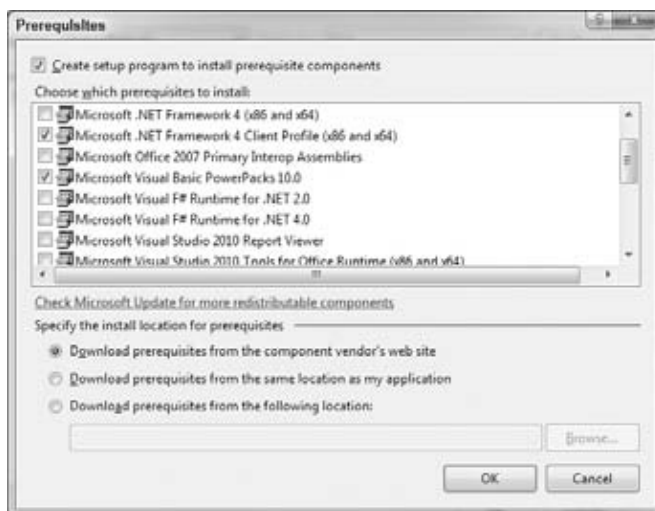 Prerequisites
Create setup program to install prerequisite components
Choose which prerequisites to install:
Microsoft .NET Framework 4 (x86 and x64)
Microsoft .NET Framework 4 Client Profile (x86 and x64)
Microsoft Office 2007 Primary Interop Assemblies
Microsoft Visual Basic PowerPacks 10.0
Microsoft Visual F# Runtime for .NET 2.0
Microsoft Visual F# Runtime for .NET 4.0
Microsoft Visual Studio 2010 Report Viewer
Microsoft Visual Studio 2010 Tools for Office Runtime (x86 and x64)
Check Microsoft Update for more redistributable components
Specify the install location for prerequisites
Download prerequisites from the component vendor's web site
Download prerequisites from the same location as my application
Download prerequisites from the following location:
Browse...
OK Cancel